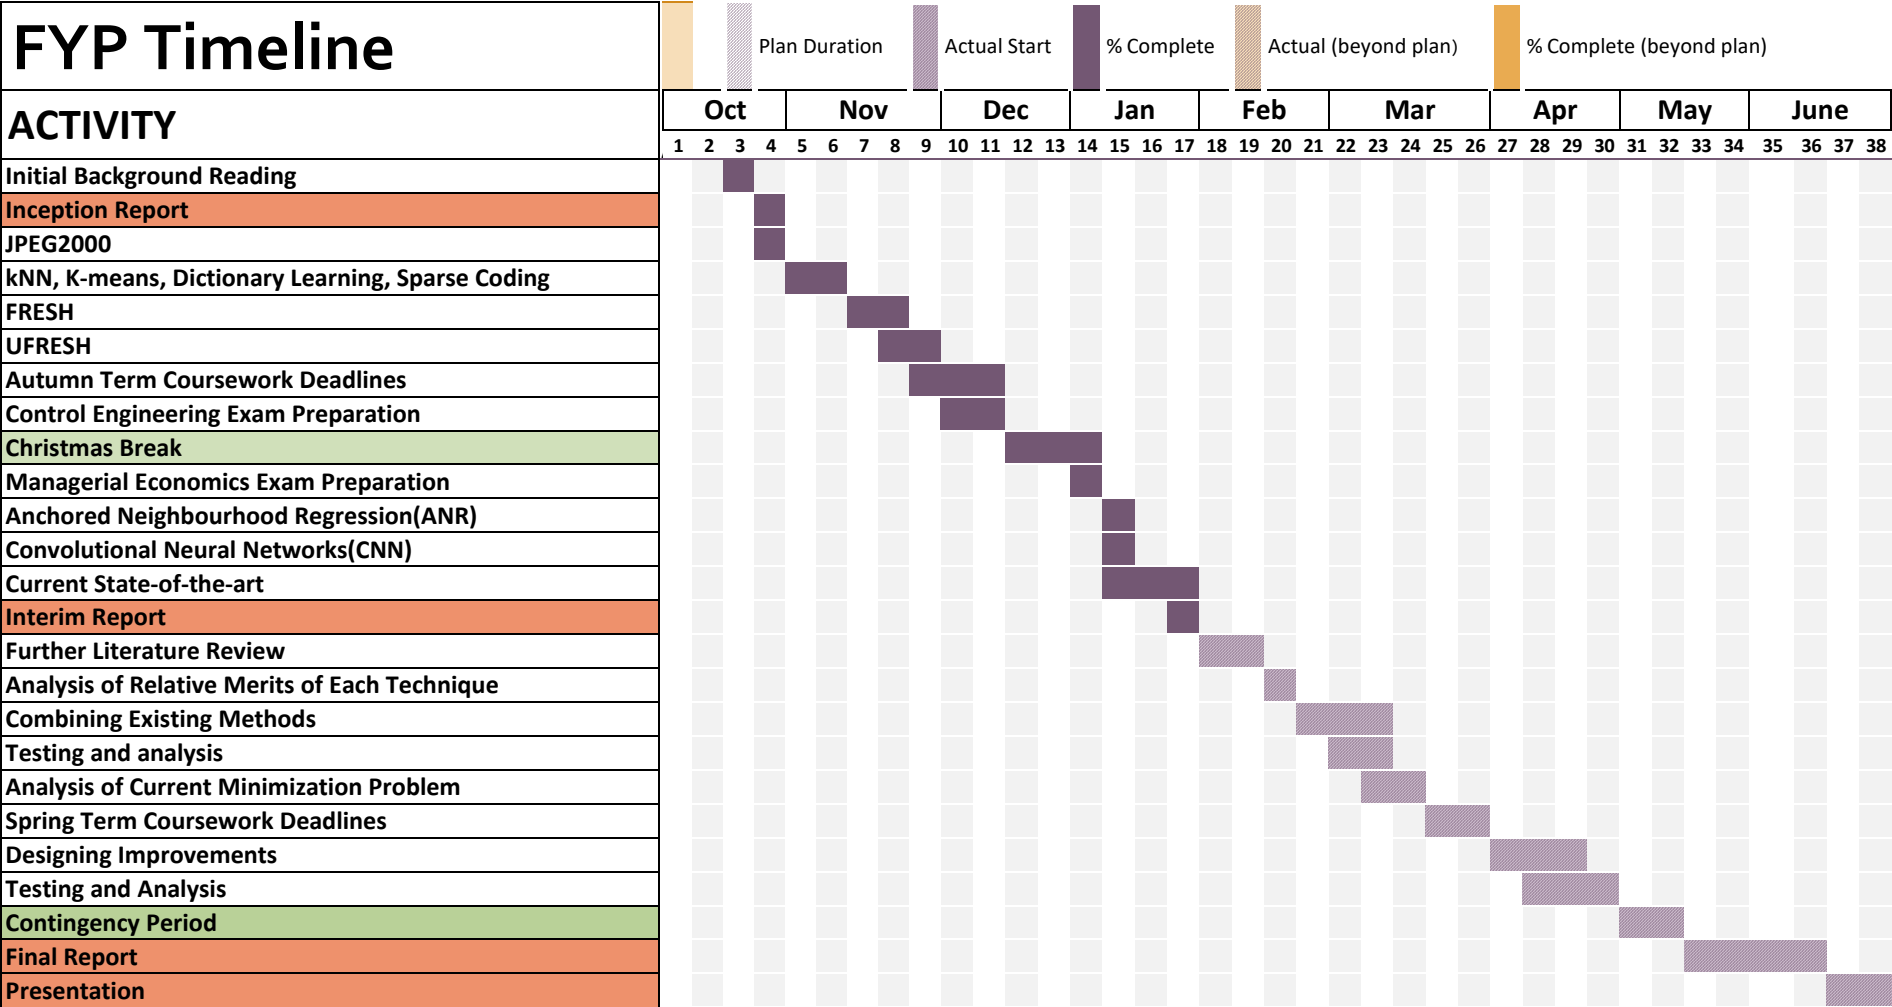 FYP Timeline
Plan Duration
Actual Start
% Complete
Actual (beyond plan)
% Complete (beyond plan)
ACTIVITY
Oct Nov Dec Jan Feb Mar Apr May June
1 2 3 4 5 6 7 8 9 10 11 12 13 14 15 16 17 18 19 20 21 22 23 24 25 26 27 28 29 30 31 32 33 34 35 36 37 38
Initial Background Reading
Inception Report
JPEG2000
kNN, K-means, Dictionary Learning, Sparse Coding
FRESH
UFRESH
Autumn Term Coursework Deadlines
Control Engineering Exam Preparation
Christmas Break
Managerial Economics Exam Preparation
Anchored Neighbourhood Regression(ANR)
Convolutional Neural Networks(CNN)
Current State-of-the-art
Interim Report
Further Literature Review
Analysis of Relative Merits of Each Technique
Combining Existing Methods
Testing and analysis
Analysis of Current Minimization Problem
Spring Term Coursework Deadlines
Designing Improvements
Testing and Analysis
Contingency Period
Final Report
Presentation